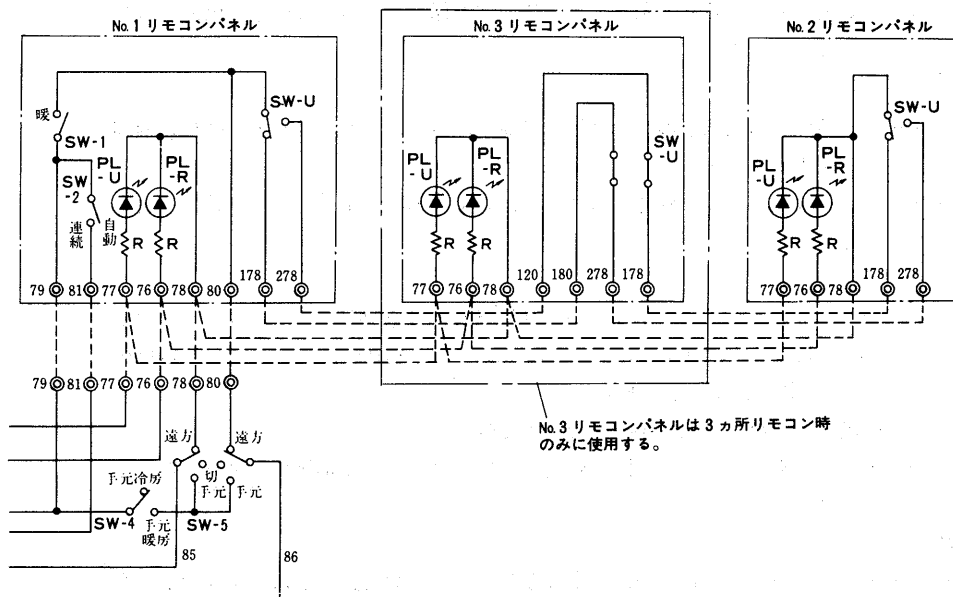 No.1 リモコンパネル
No.3 リモコンパネル
No.2 リモコンパネル
暖
SW-1
SW
-2
連続
自動
PL
-U
PL
-R
R
R
SW-U
79
81
77
76
78
80
178
278
PL
-U
PL
-R
R
R
SW
-U
77
76
78
120
180
278
178
PL
-U
PL
-R
R
R
SW-U
77
76
78
178
278
79
81
77
76
78
80
No.3 リモコンパネルは 3 ヵ所リモコン時
のみに使用する。
遠方
遠方
切
手元
手元
手元冷房
SW-4
手元
暖房
SW-5
85
86